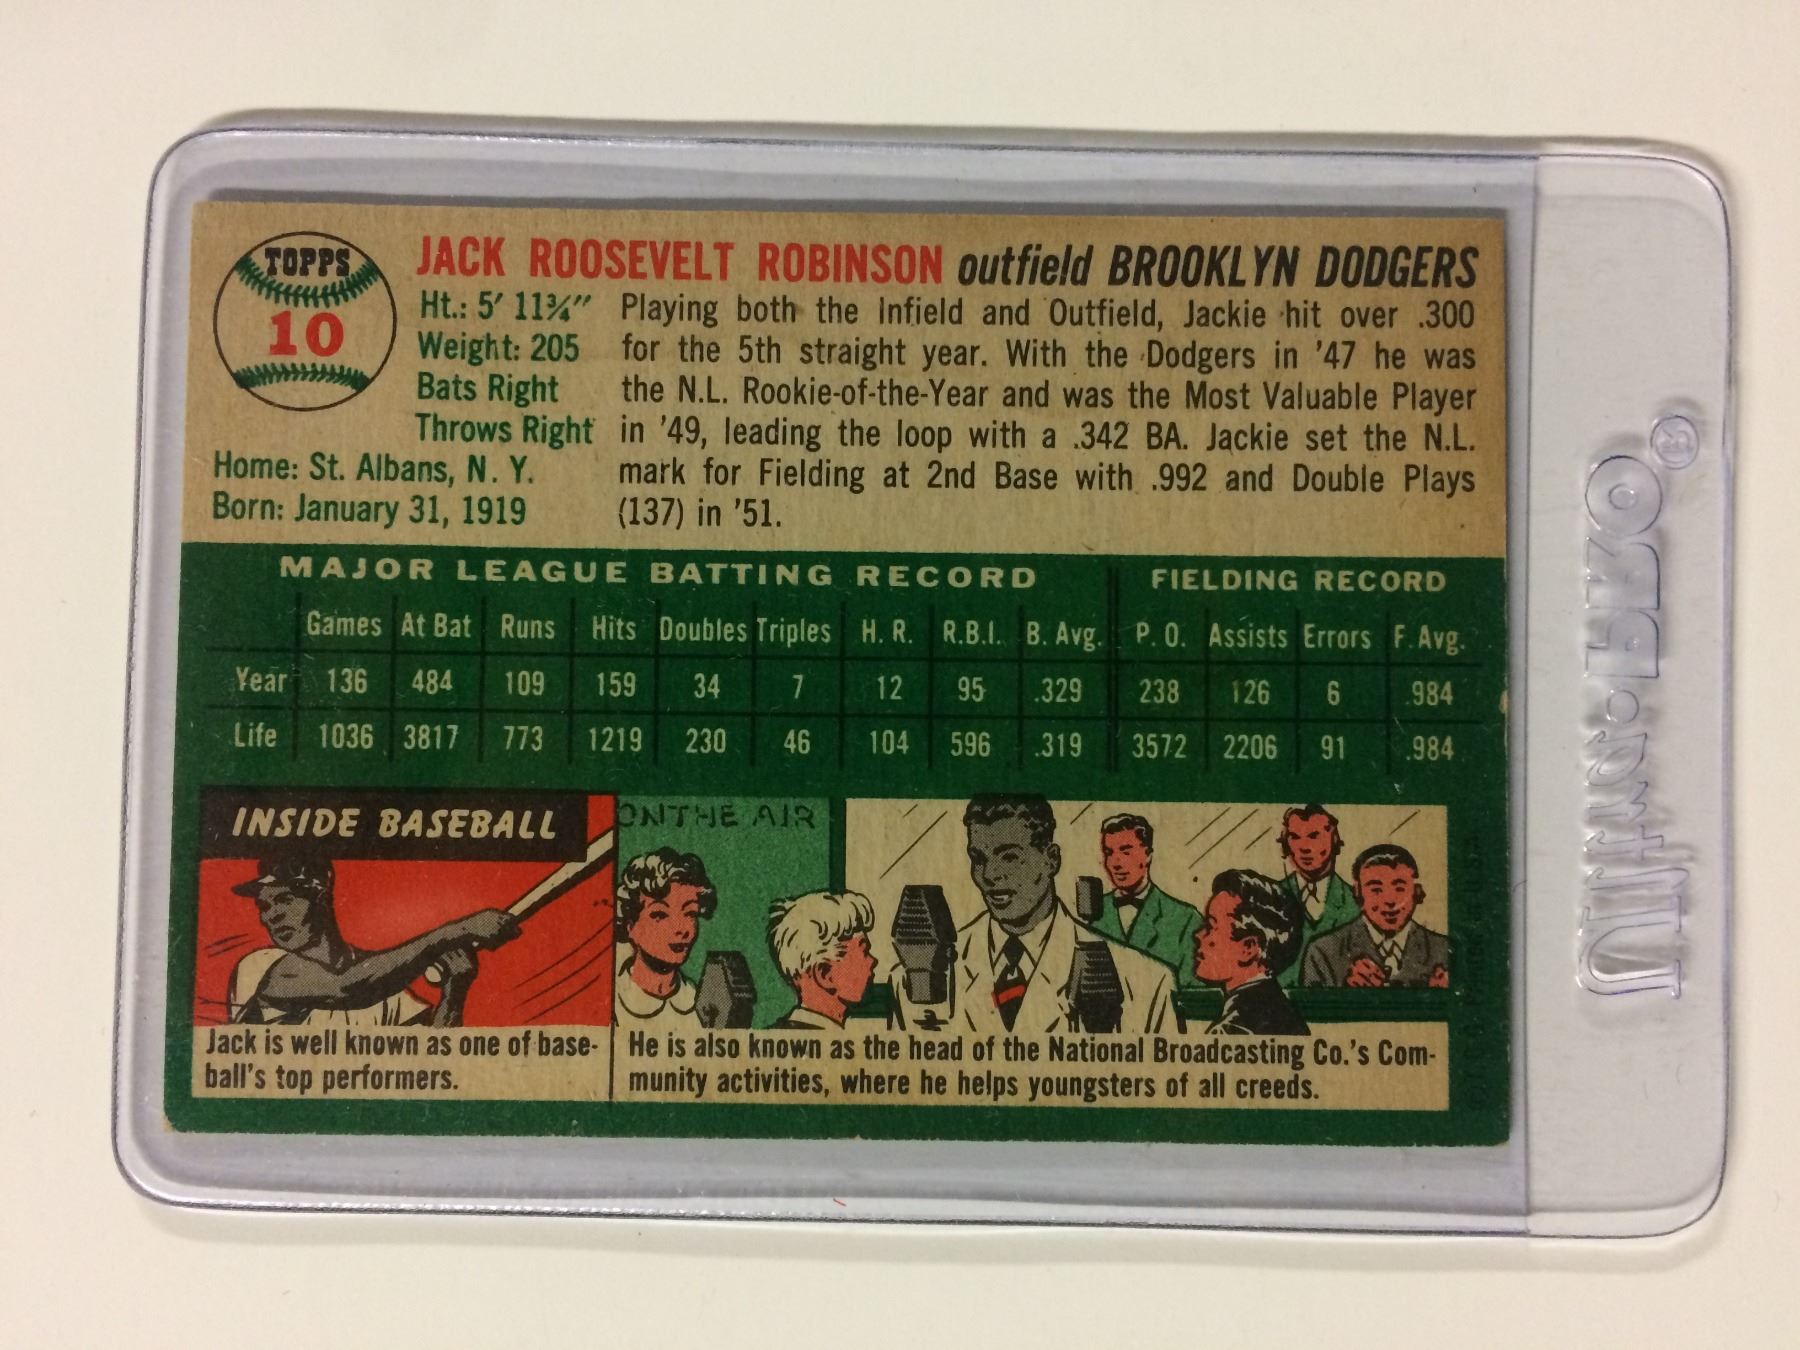 TOPPS
10
JACK ROOSEVELT ROBINSON outfield BROOKLYN DODGERS
Ht.: 5' 11¾"
Weight: 205
Bats Right
Throws Right
Home: St. Albans, N. Y.
Born: January 31, 1919
Playing both the Infield and Outfield, Jackie hit over .300
for the 5th straight year. With the Dodgers in '47 he was
the N.L. Rookie-of-the-Year and was the Most Valuable Player
in '49, leading the loop with a .342 BA. Jackie set the N.L.
mark for Fielding at 2nd Base with .992 and Double Plays
(137) in '51.
MAJOR LEAGUE BATTING RECORD FIELDING RECORD
Games At Bat Runs Hits Doubles Triples H. R. R.B.I. B. Avg. P. O. Assists Errors F. Avg.
Year 136 484 109 159 34 7 12 95 .329 238 126 6 .984
Life 1036 3817 773 1219 230 46 104 596 .319 3572 2206 91 .984
INSIDE BASEBALL
ON THE AIR
Jack is well known as one of base-
ball's top performers.
He is also known as the head of the National Broadcasting Co.'s Com-
munity activities, where he helps youngsters of all creeds.
ULTRA·PRO®